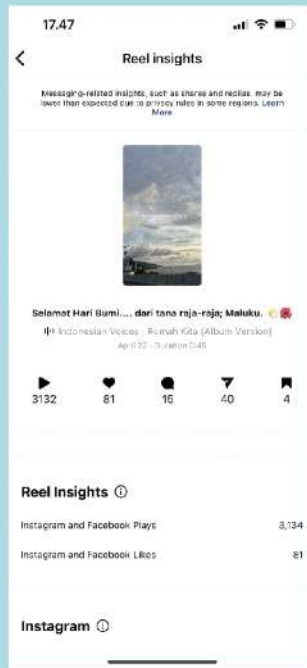 17.47
Reel insights
Messaging-related insights, such as shares and replies, may be
lower than expected due to privacy rules in some regions. Learn
More
Selamat Hari Bumi.... dari tana raja-raja; Maluku.
Indonesian Voices - Rumah Kita (Album Version)
April 22 · Duration 0:45
3132 81 16 40 4
Reel Insights
Instagram and Facebook Plays 3,134
Instagram and Facebook Likes 81
Instagram